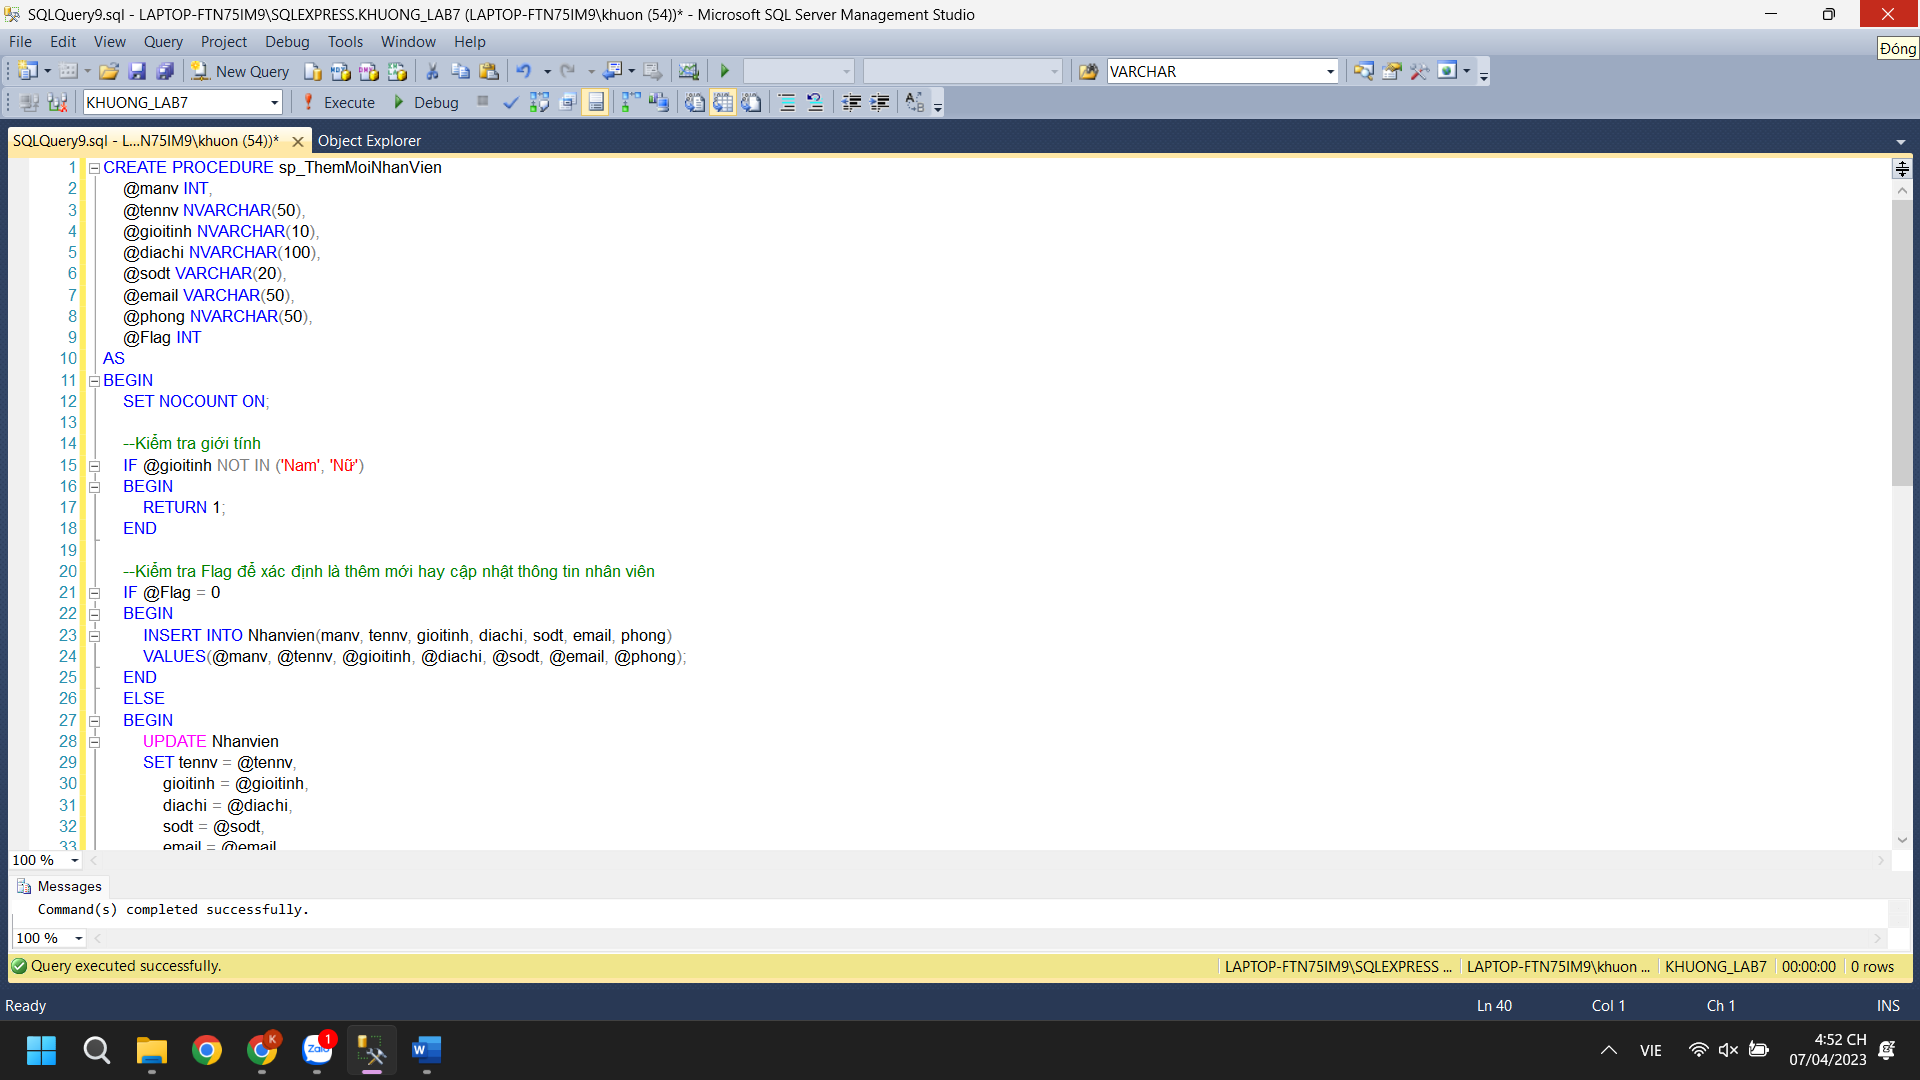 SQLQuery9.sql - LAPTOP-FTN75IM9\SQLEXPRESS.KHUONG_LAB7 (LAPTOP-FTN75IM9\khuon (54))* - Microsoft SQL Server Management Studio
File Edit View Query Project Debug Tools Window Help
Đóng
New Query VARCHAR
KHUONG_LAB7 Execute Debug
SQLQuery9.sql - L...N75IM9\khuon (54))* Object Explorer
1 CREATE PROCEDURE sp_ThemMoiNhanVien
2 @manv INT,
3 @tennv NVARCHAR(50),
4 @gioitinh NVARCHAR(10),
5 @diachi NVARCHAR(100),
6 @sodt VARCHAR(20),
7 @email VARCHAR(50),
8 @phong NVARCHAR(50),
9 @Flag INT
10 AS
11 BEGIN
12 SET NOCOUNT ON;
13
14 --Kiểm tra giới tính
15 IF @gioitinh NOT IN ('Nam', 'Nữ')
16 BEGIN
17 RETURN 1;
18 END
19
20 --Kiểm tra Flag để xác định là thêm mới hay cập nhật thông tin nhân viên
21 IF @Flag = 0
22 BEGIN
23 INSERT INTO Nhanvien(manv, tennv, gioitinh, diachi, sodt, email, phong)
24 VALUES(@manv, @tennv, @gioitinh, @diachi, @sodt, @email, @phong);
25 END
26 ELSE
27 BEGIN
28 UPDATE Nhanvien
29 SET tennv = @tennv,
30 gioitinh = @gioitinh,
31 diachi = @diachi,
32 sodt = @sodt,
33 email = @email
100 %
Messages
Command(s) completed successfully.
100 %
Query executed successfully. LAPTOP-FTN75IM9\SQLEXPRESS ... LAPTOP-FTN75IM9\khuon ... KHUONG_LAB7 00:00:00 0 rows
Ready Ln 40 Col 1 Ch 1 INS
K Zalo 1 W VIE 4:52 CH
07/04/2023